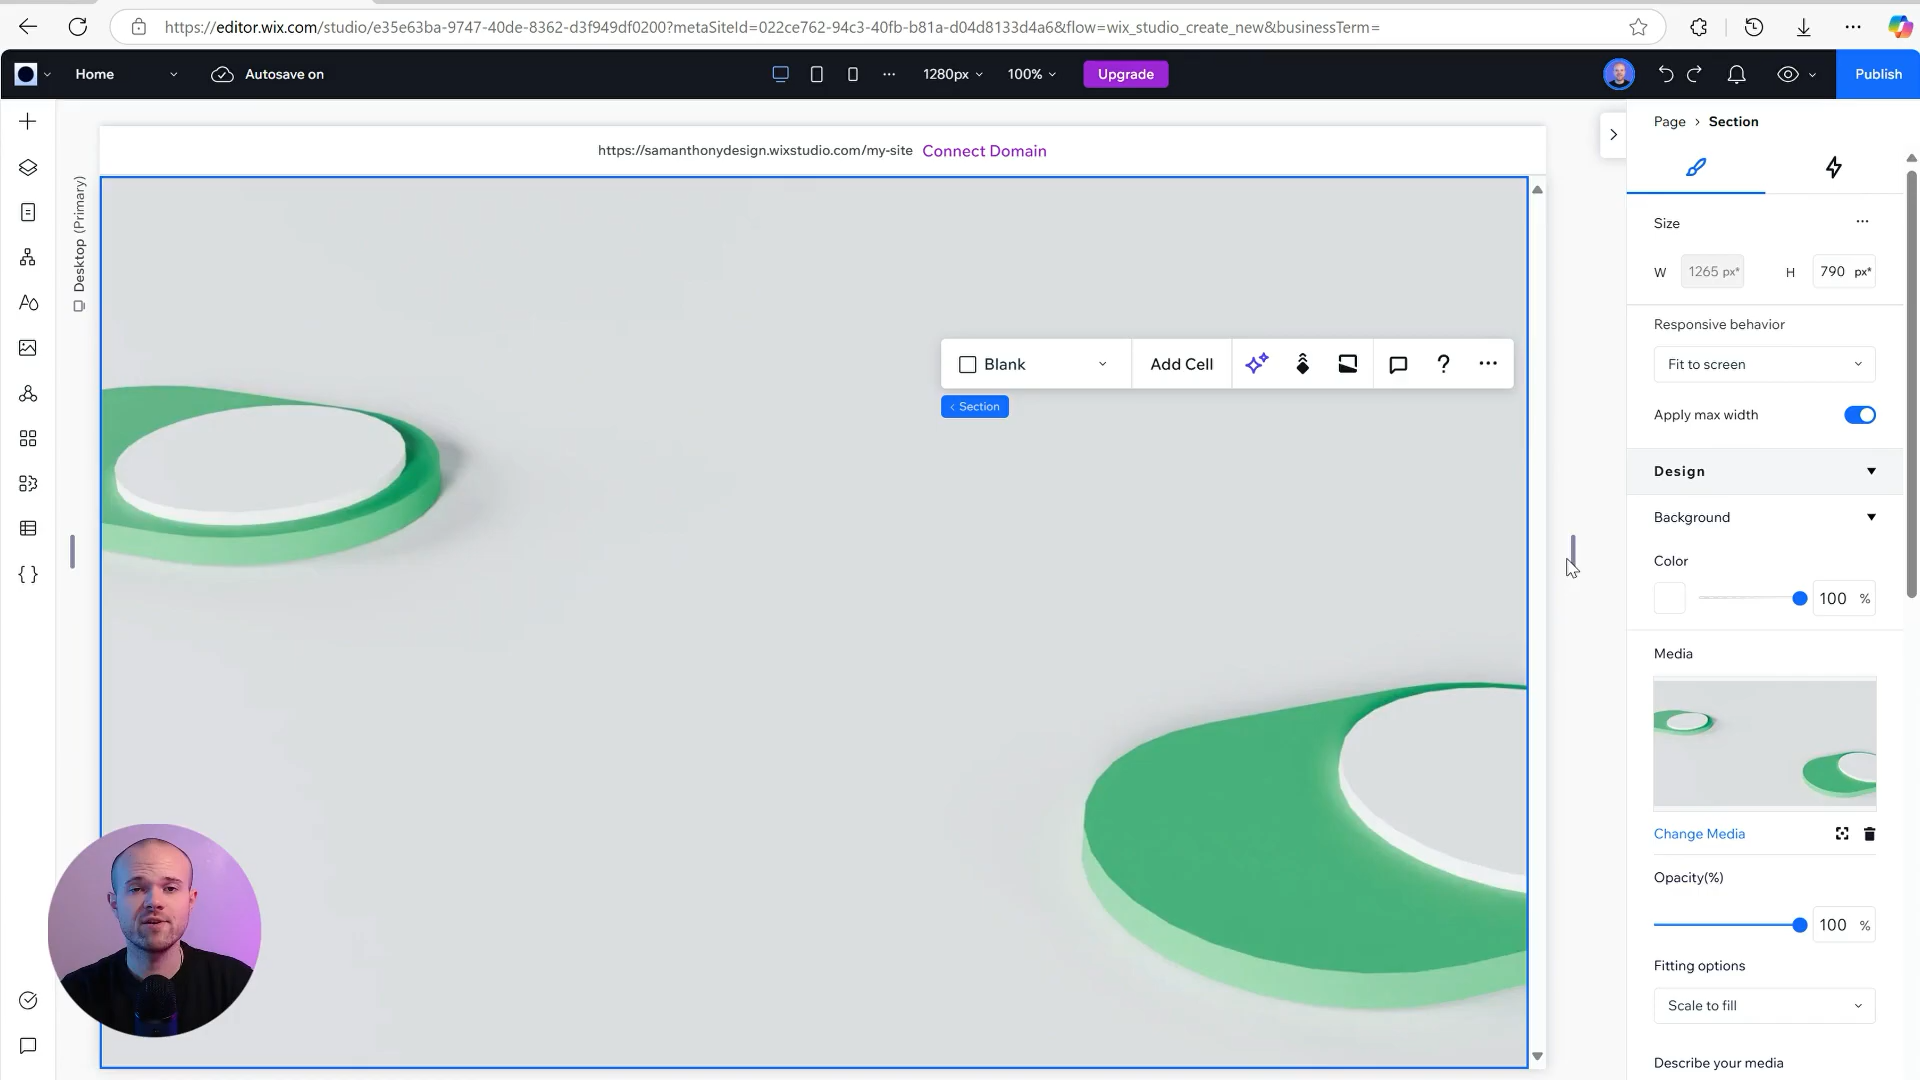 https://editor.wix.com/studio/e35e63ba-9747-40de-8362-d3f949df0200?metaSiteId=022ce762-94c3-40fb-b81a-d04d8133d4a6&flow=wix_studio_create_new&businessTerm=
Home
Autosave on
1280px
100%
Upgrade
Publish
Page > Section
https://samanthonydesign.wixstudio.com/my-site Connect Domain
Desktop (Primary)
Size
W 1265 px* H 790 px*
Responsive behavior
Fit to screen
Apply max width
Blank
Add Cell
?
< Section
Design
Background
Color
100 %
Media
Change Media
Opacity(%)
100 %
Fitting options
Scale to fill
Describe your media